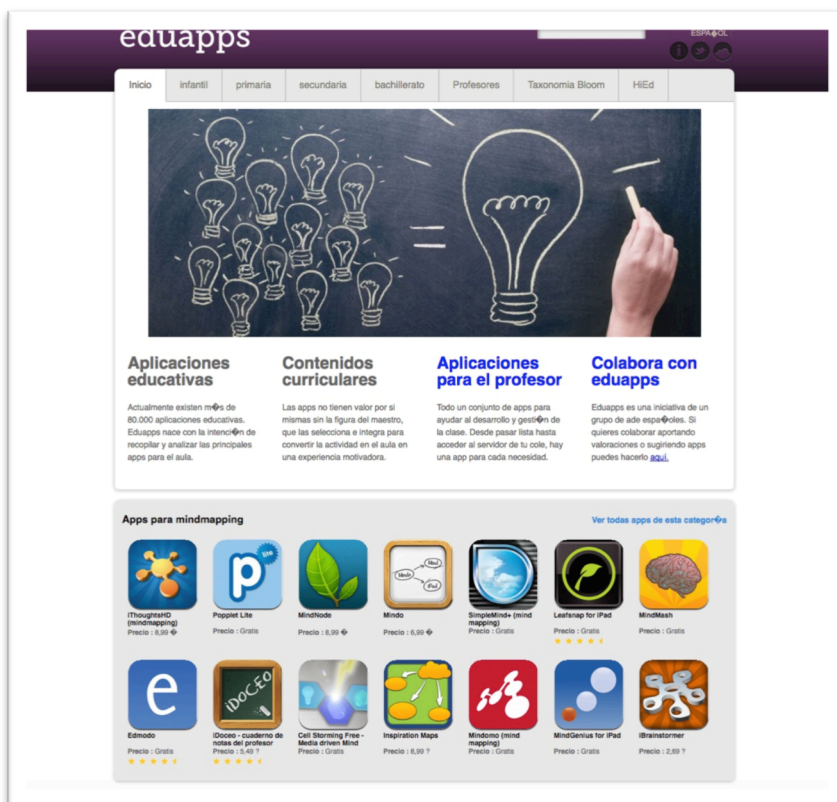 eduapps
ESPA�OL
Inicio infantil primaria secundaria bachillerato Profesores Taxonomia Bloom HiEd
Aplicaciones
educativas
Actualmente existen m�s de
80.000 aplicaciones educativas.
Eduapps nace con la intenci�n de
recopilar y analizar las principales
apps para el aula.
Contenidos
curriculares
Las apps no tienen valor por si
mismas sin la figura del maestro,
que las selecciona e integra para
convertir la actividad en el aula en
una experiencia motivadora.
Aplicaciones
para el profesor
Todo un conjunto de apps para
ayudar al desarrollo y gesti�n de
la clase. Desde pasar lista hasta
acceder al servidor de tu cole, hay
una app para cada necesidad.
Colabora con
eduapps
Eduapps es una iniciativa de un
grupo de ade espa�oles. Si
quieres colaborar aportando
valoraciones o sugiriendo apps
puedes hacerlo aquí.
Apps para mindmapping
Ver todas apps de esta categor�a
p lite
Mindo Mind iPad
iThoughtsHD
(mindmapping)
Precio : 8,99 �
Popplet Lite
Precio : Gratis
MindNode
Precio : 8,99 �
Mindo
Precio : 6,99 �
SimpleMind+ (mind
mapping)
Precio : Gratis
Leafsnap for iPad
Precio : Gratis
MindMash
Precio : Gratis
e
iDOCEO
Edmodo
Precio : Gratis
iDoceo - cuaderno de
notas del profesor
Precio : 5,49 ?
Cell Storming Free -
Media driven Mind
Precio : Gratis
Inspiration Maps
Precio : 8,99 ?
Mindomo (mind
mapping)
Precio : Gratis
MindGenius for iPad
Precio : Gratis
iBrainstormer
Precio : 2,69 ?